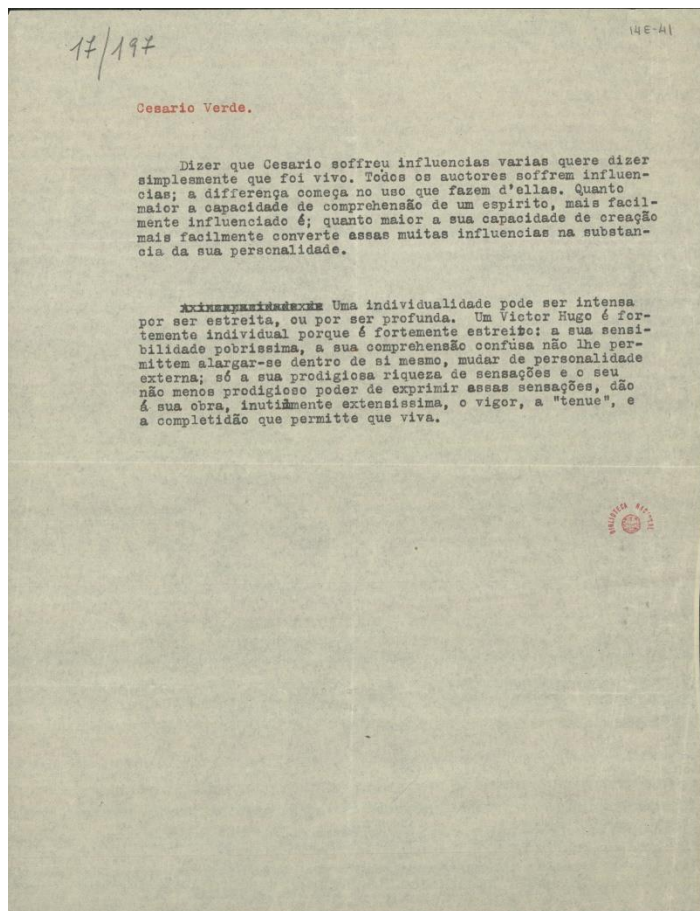 14E-41
17/197
Cesario Verde.
Dizer que Cesario soffreu influencias varias quere dizer
simplesmente que foi vivo. Todos os auctores soffrem influen-
cias; a differença começa no uso que fazem d'ellas. Quanto
maior a capacidade de comprehensão de um espirito, mais facil-
mente influenciado é; quanto maior a sua capacidade de creação
mais facilmente converte assas muitas influencias na substan-
cia da sua personalidade.
Uma individualidade pode ser intensa
por ser estreita, ou por ser profunda. Um Victor Hugo é for-
temente individual porque é fortemente estreito: a sua sensi-
bilidade pobrissima, a sua comprehensão confusa não lhe per-
mittem alargar-se dentro de si mesmo, mudar de personalidade
externa; só a sua prodigiosa riqueza de sensações e o seu
não menos prodigioso poder de exprimir assas sensações, dão
á sua obra, inutilmente extensissima, o vigor, a "tenue", e
a completidão que permitte que viva.
BIBLIOTECA NACIONAL